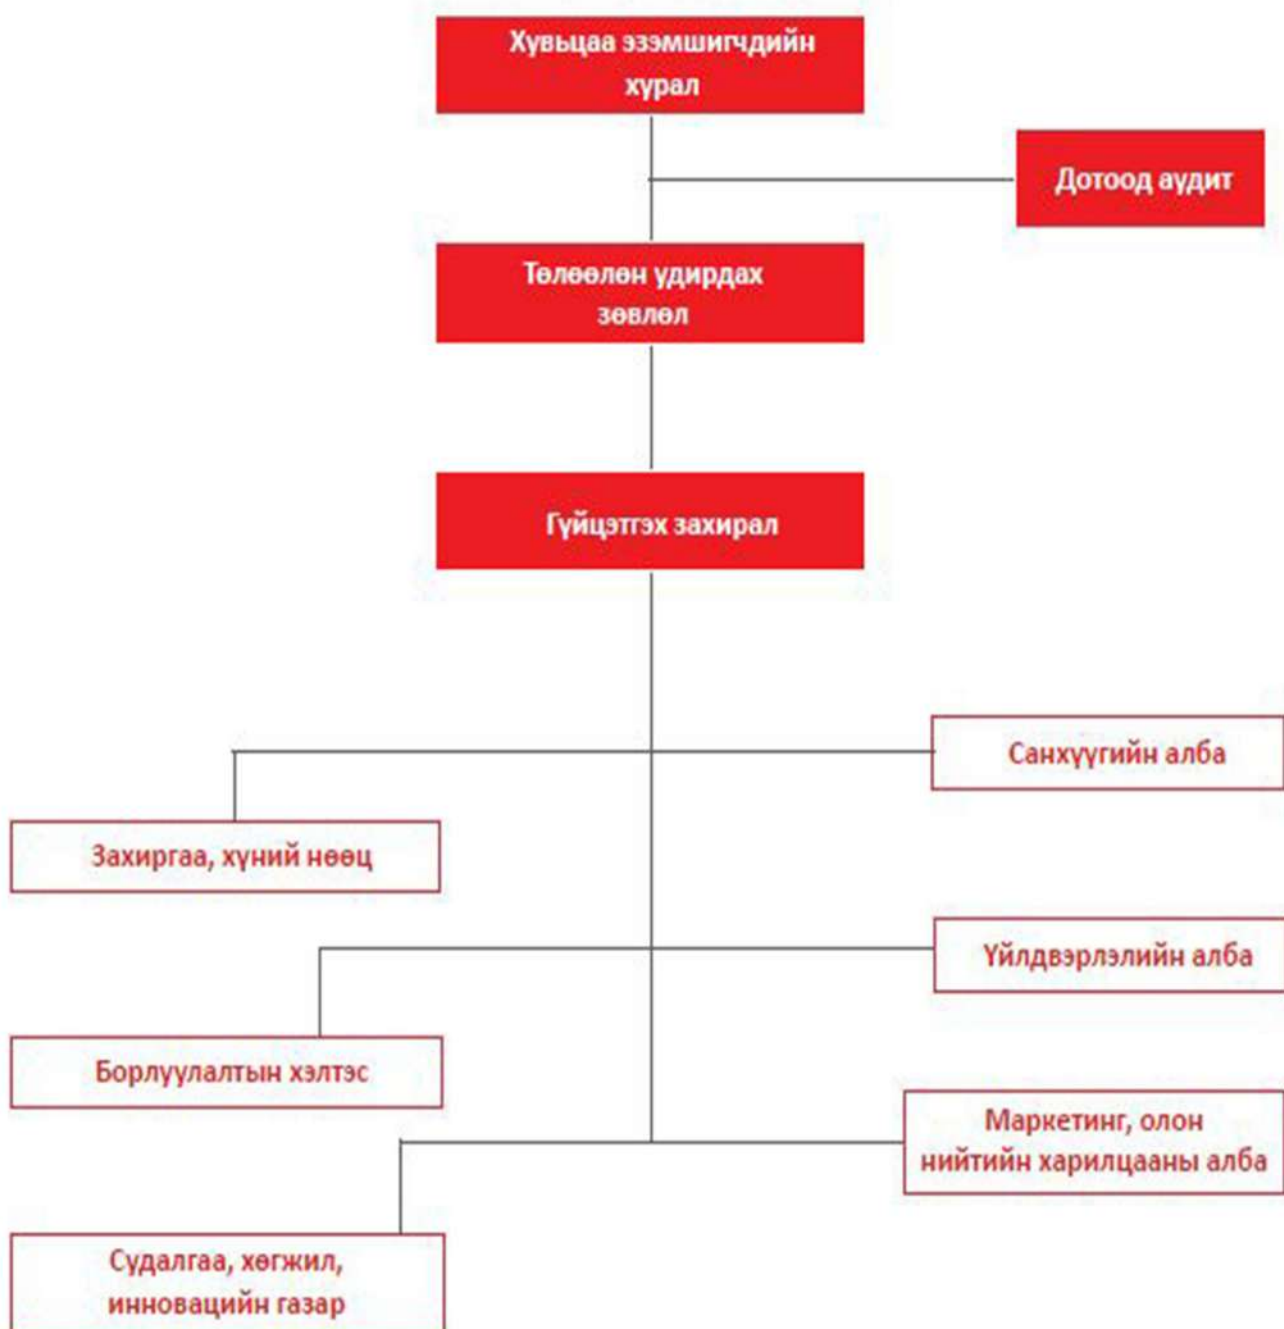 Хувьцаа эзэмшигчдийн
хурал
Дотоод аудит
Төлөөлөн удирдах
зөвлөл
Гүйцэтгэх захирал
Санхүүгийн алба
Захиргаа, хүний нөөц
Үйлдвэрлэлийн алба
Борлуулалтын хэлтэс
Маркетинг, олон
нийтийн харилцааны алба
Судалгаа, хөгжил,
инновацийн газар